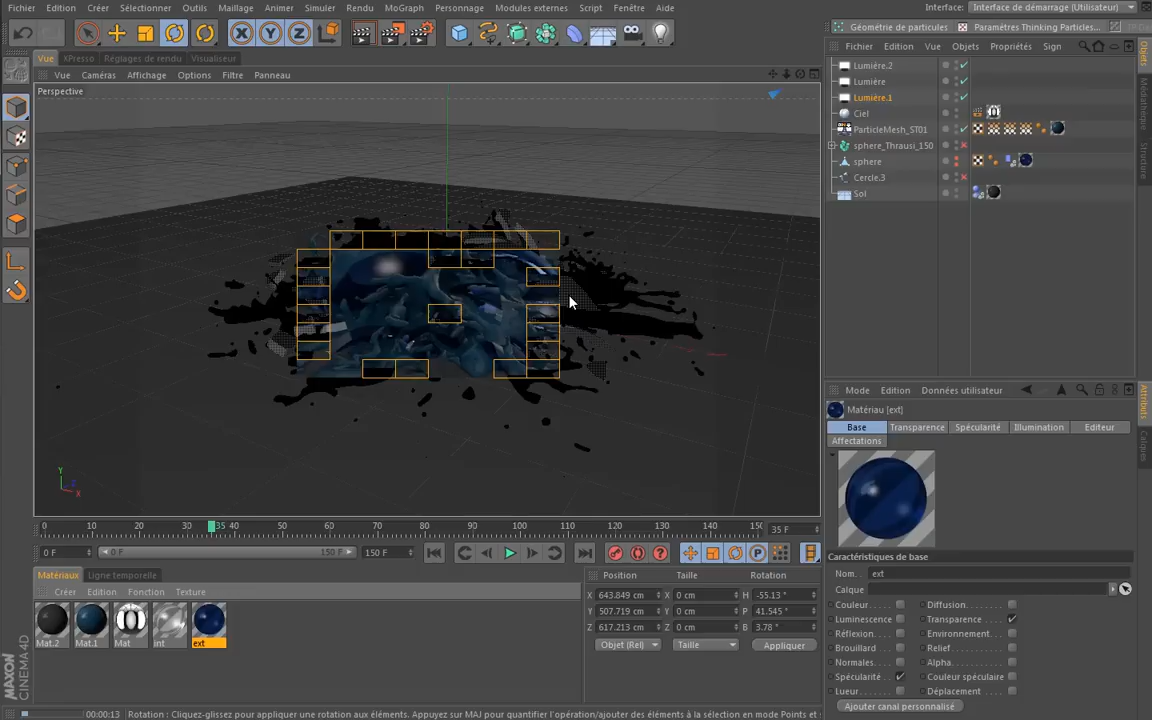 Fichier Edition Créer Sélectionner Outils Maillage Animer Simuler Rendu MoGraph Personnage Modules externes Script Fenêtre Aide Interface: Interface de démarrage (Utilisateur)
Géométrie de particules Paramètres Thinking Particles...
Vue XPresso Réglages de rendu Visualiseur
Fichier Edition Vue Objets Propriétés Sign
Vue Caméras Affichage Options Filtre Panneau
Perspective
Lumière.2
Lumière
Lumière.1
Ciel
ParticleMesh_ST01
sphere_Thrausi_150
sphere
Cercle.3
Sol
Objets
Médiathèque
Structure
Y
Z
X
Mode Edition Données utilisateur
Matériau [ext]
Base Transparence Spécularité Illumination Editeur
Affectations
Attributs
Calques
0 10 20 30 35 40 50 60 70 80 90 100 110 120 130 140 150 35 F
0 F 0 F 150 F 150 F
Matériaux Ligne temporelle
Créer Edition Fonction Texture
Mat.2 Mat.1 Mat int ext
Position Taille Rotation
X 643.849 cm X 0 cm H -55.13 °
Y 507.719 cm Y 0 cm P 41.545 °
Z 617.213 cm Z 0 cm B 3.78 °
Objet (Rel) Taille Appliquer
Caractéristiques de base
Nom . ext
Calque
Couleur Diffusion
Luminescence Transparence
Réflexion Environnement
Brouillard Relief
Normales Alpha
Spécularité Couleur spéculaire
Lueur Déplacement
Ajouter canal personnalisé
MAXON CINEMA 4D
00:00:13 Rotation : Cliquez-glissez pour appliquer une rotation aux éléments. Appuyez sur MAJ pour quantifier l'opération/ajouter des éléments à la sélection en mode Points et